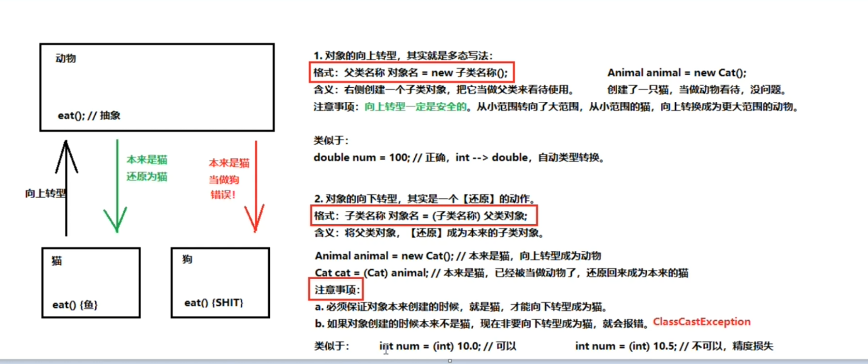 动物
eat(); // 抽象
向上转型
本来是猫
还原为猫
本来是猫
当做狗
错误！
猫
eat() {鱼}
狗
eat() {SHIT}
1. 对象的向上转型，其实就是多态写法：
格式：父类名称 对象名 = new 子类名称();
Animal animal = new Cat();
含义：右侧创建一个子类对象，把它当做父类来看待使用。
创建了一只猫，当做动物看待，没问题。
注意事项：向上转型一定是安全的。从小范围转向了大范围，从小范围的猫，向上转换成为更大范围的动物。
类似于：
double num = 100; // 正确，int --> double，自动类型转换。
2. 对象的向下转型，其实是一个【还原】的动作。
格式：子类名称 对象名 = (子类名称) 父类对象;
含义：将父类对象，【还原】成为本来的子类对象。
Animal animal = new Cat(); // 本来是猫，向上转型成为动物
Cat cat = (Cat) animal; // 本来是猫，已经被当做动物了，还原回来成为本来的猫
注意事项：
a. 必须保证对象本来创建的时候，就是猫，才能向下转型成为猫。
b. 如果对象创建的时候本来不是猫，现在非要向下转型成为猫，就会报错。ClassCastException
类似于：
int num = (int) 10.0; // 可以
int num = (int) 10.5; // 不可以，精度损失